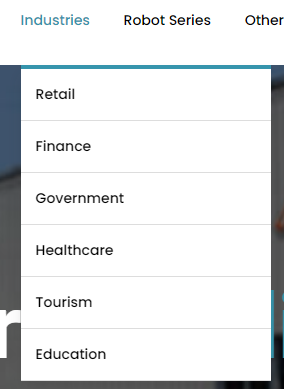 Industries Robot Series Other
Retail
Finance
Government
Healthcare
Tourism
Education